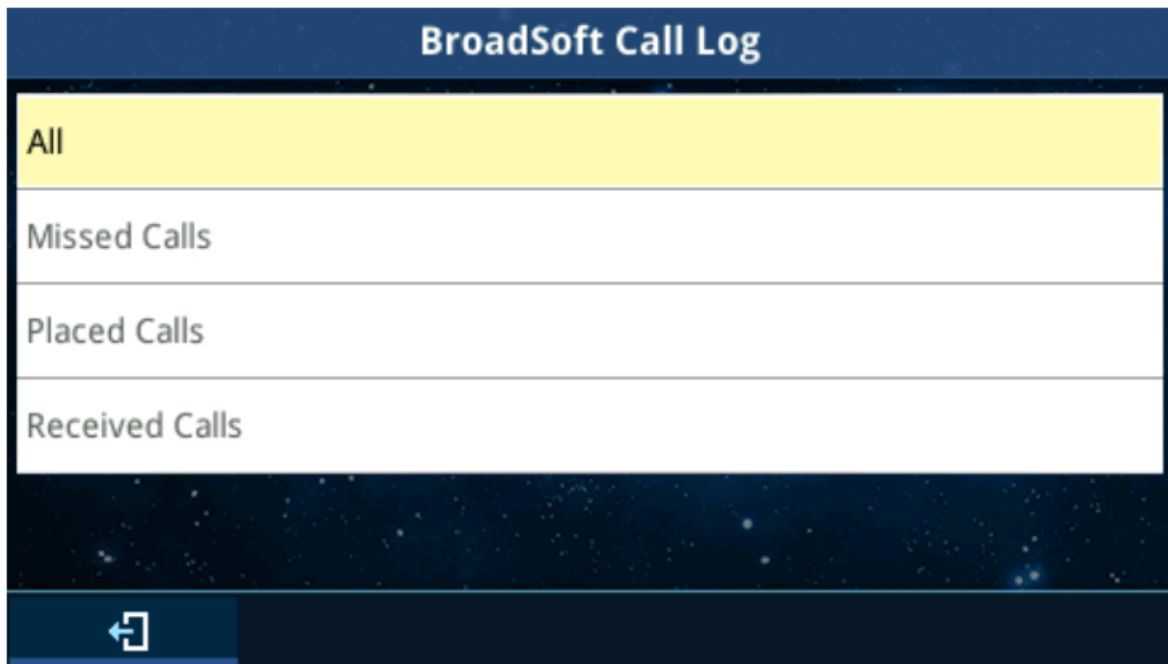 BroadSoft Call Log
All
Missed Calls
Placed Calls
Received Calls